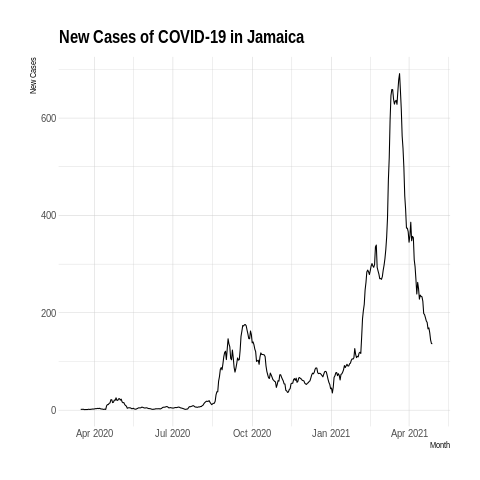 New Cases of COVID-19 in Jamaica
New Cases
600
400
200
0
Apr 2020 Jul 2020 Oct 2020 Jan 2021 Apr 2021
Month